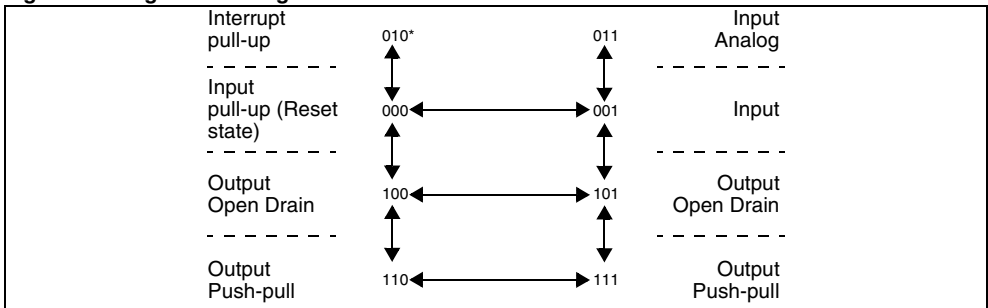 Interrupt
pull-up
010*
011
Input
Analog
Input
pull-up (Reset
state)
000
001
Input
Output
Open Drain
100
101
Output
Open Drain
Output
Push-pull
110
111
Output
Push-pull